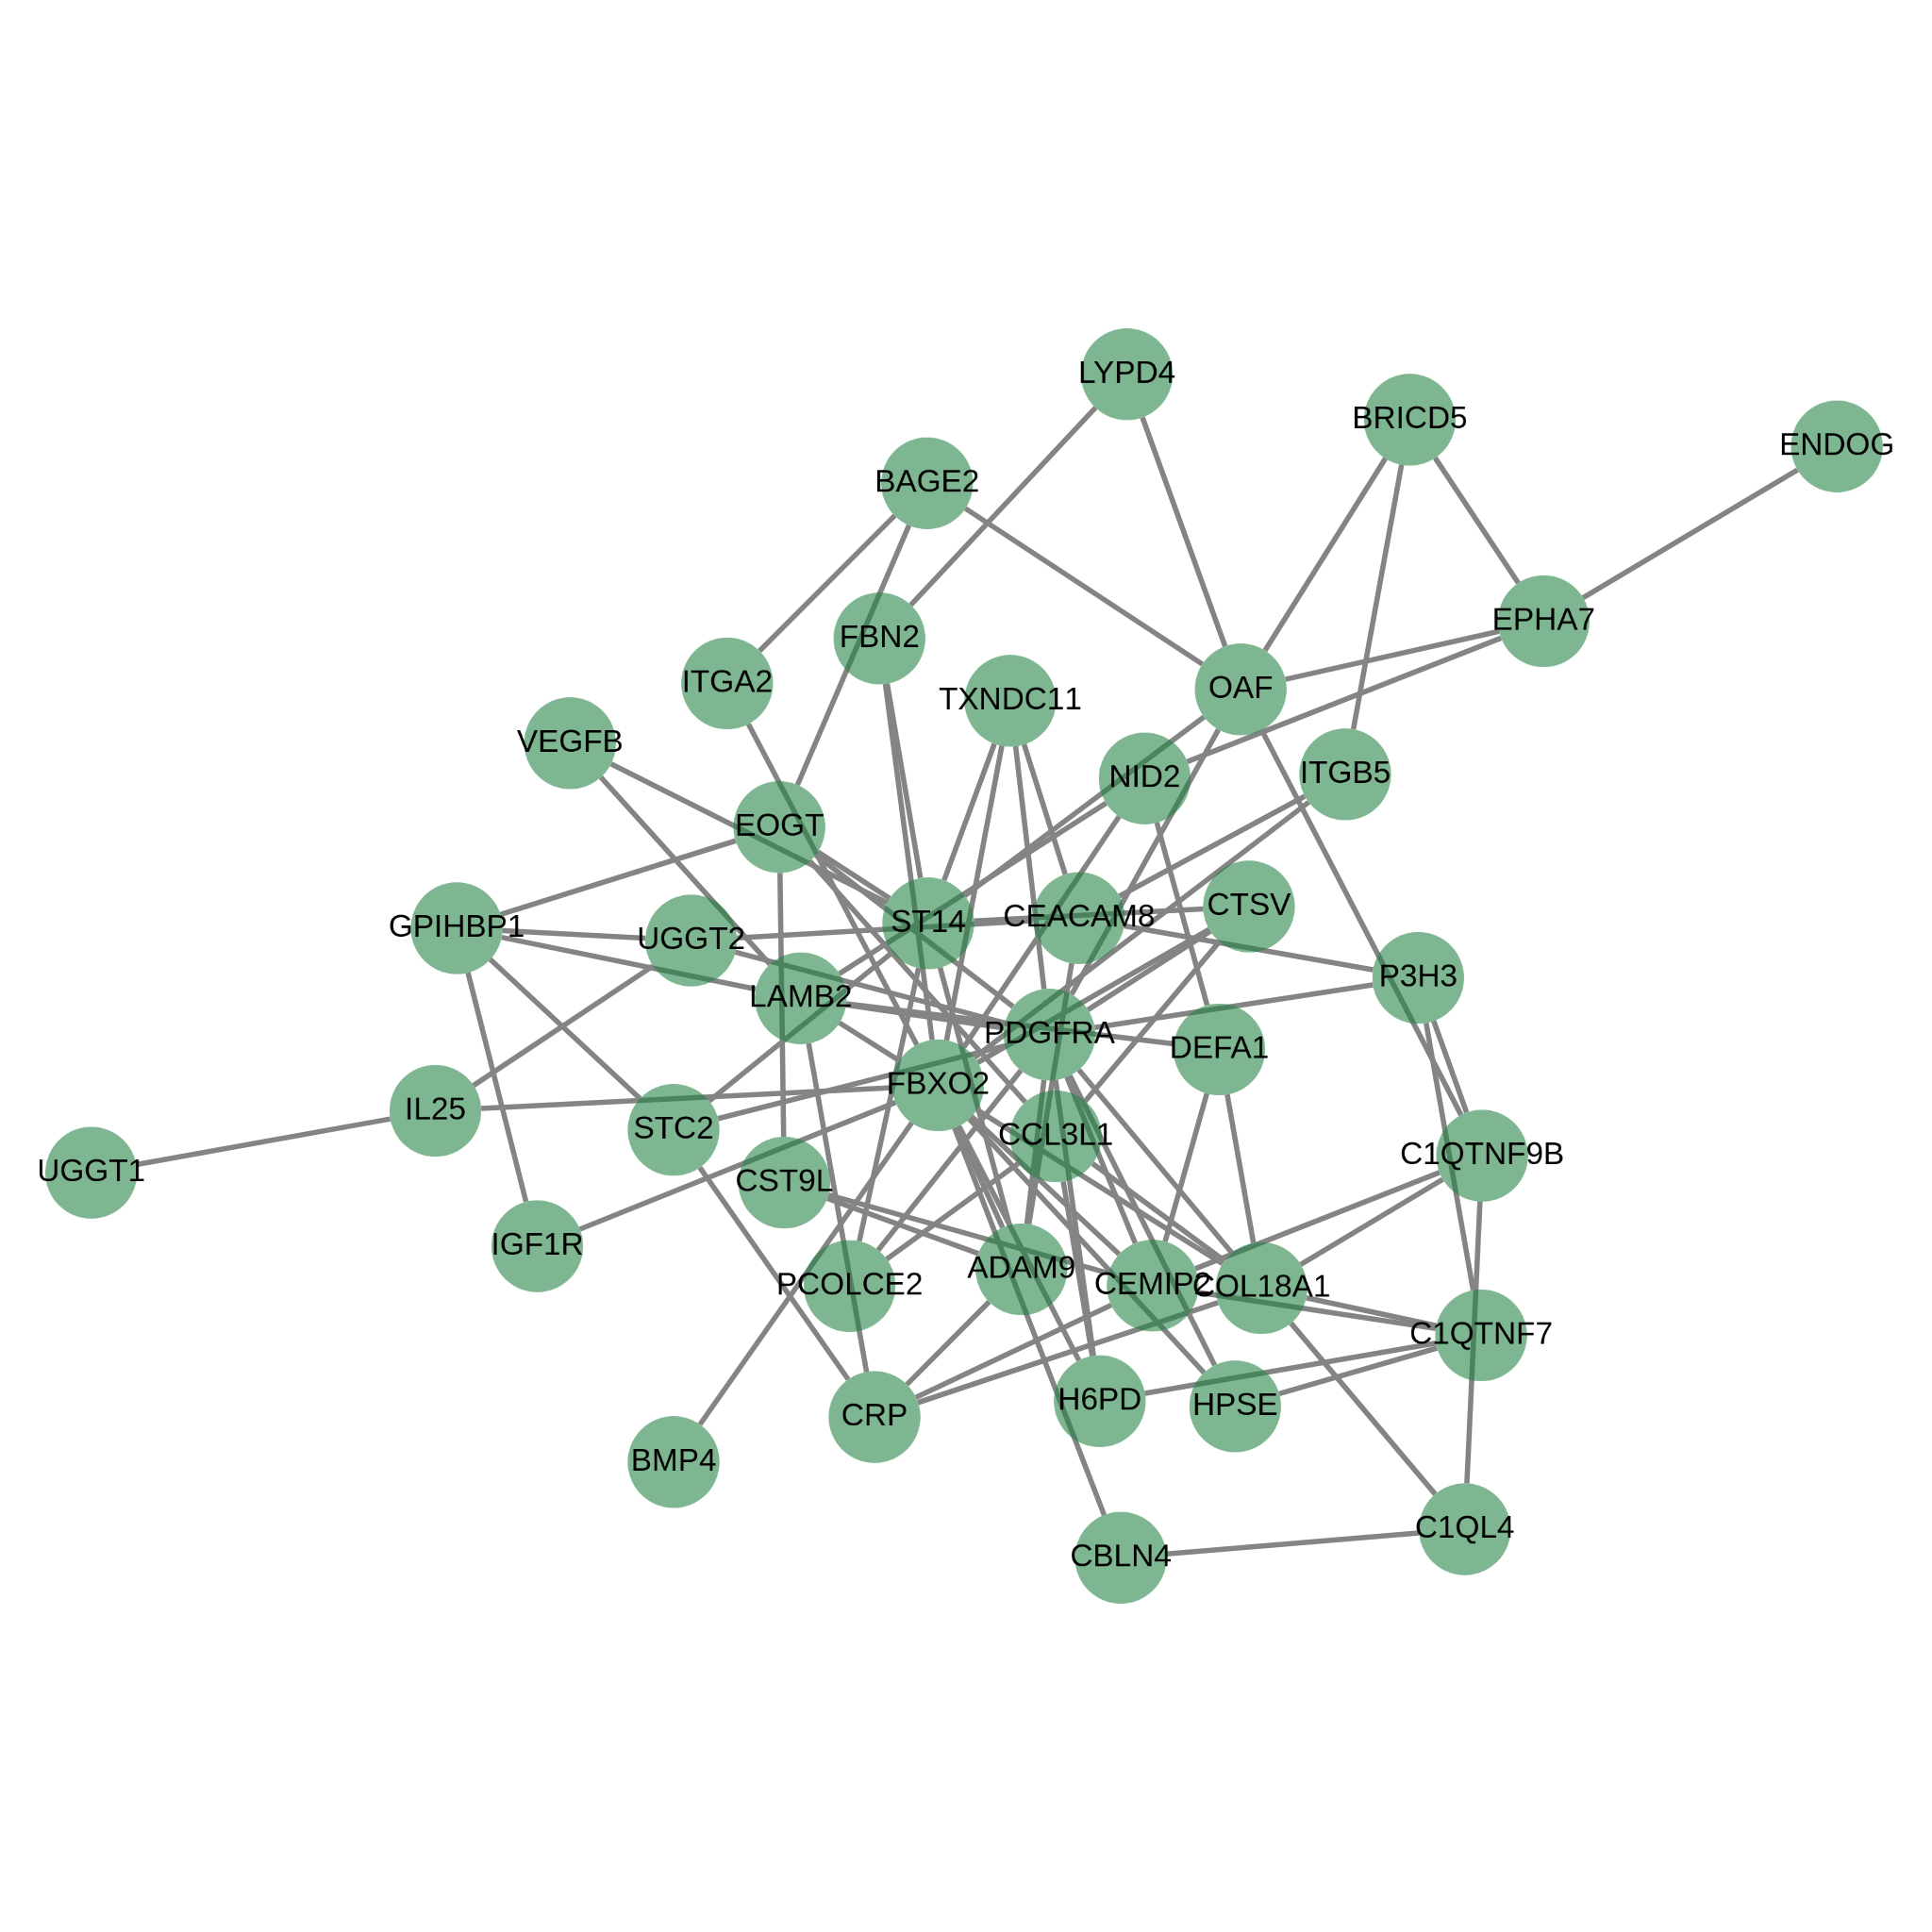 LYPD4
BRICD5
ENDOG
BAGE2
EPHA7
FBN2
ITGA2
OAF
TXNDC11
VEGFB
NID2
ITGB5
EOGT
CTSV
CEACAM8
ST14
GPIHBP1
UGGT2
P3H3
LAMB2
PDGFRA
DEFA1
FBXO2
IL25
STC2
CCL3L1
C1QTNF9B
UGGT1
CST9L
IGF1R
ADAM9
PCOLCE2
CEMIP2
COL18A1
C1QTNF7
H6PD
HPSE
CRP
BMP4
C1QL4
CBLN4